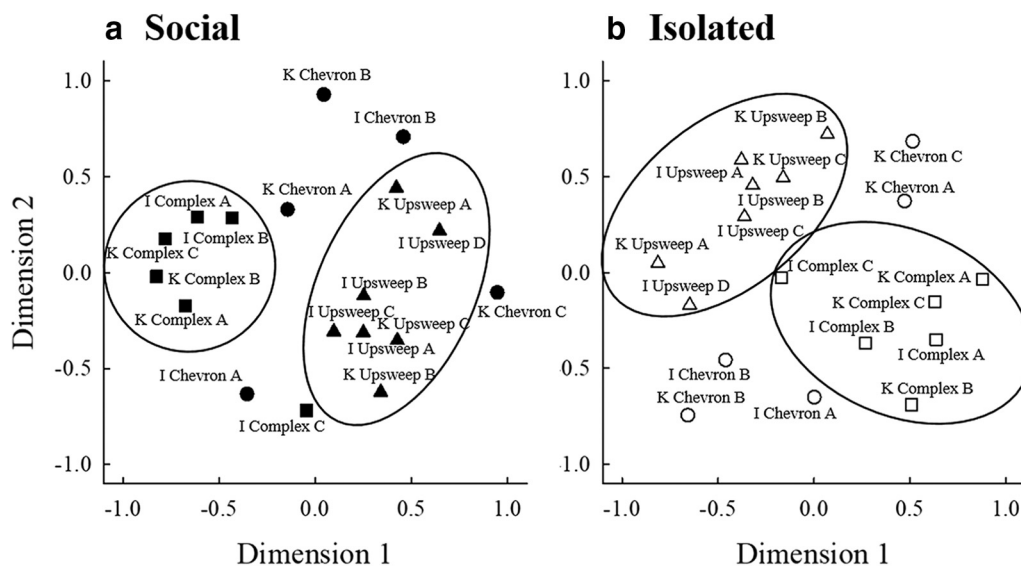 a Social
b Isolated
Dimension 2
1.0
0.5
0.0
-0.5
-1.0
K Chevron B
I Chevron B
K Chevron A
I Complex A
I Complex B
K Complex C
K Complex B
K Complex A
K Upsweep A
I Upsweep D
I Upsweep B
I Upsweep C
K Upsweep C
I Upsweep A
K Upsweep B
K Chevron C
I Chevron A
I Complex C
-1.0
-0.5
0.0
0.5
1.0
Dimension 1
1.0
0.5
0.0
-0.5
1.0
K Upsweep B
K Chevron C
K Upsweep C
I Upsweep A
K Chevron A
I Upsweep B
I Upsweep C
K Upsweep A
I Upsweep D
I Complex C
K Complex A
K Complex C
I Complex B
I Complex A
K Complex B
I Chevron B
K Chevron B
I Chevron A
-1.0
-0.5
0.0
0.5
1.0
Dimension 1